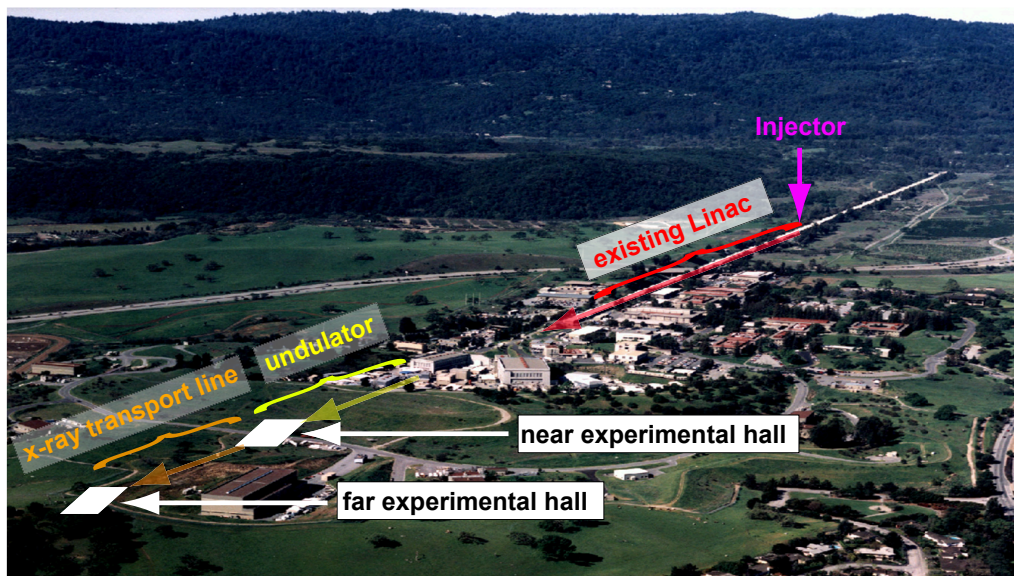 Injector
existing Linac
undulator
x-ray transport line
near experimental hall
far experimental hall